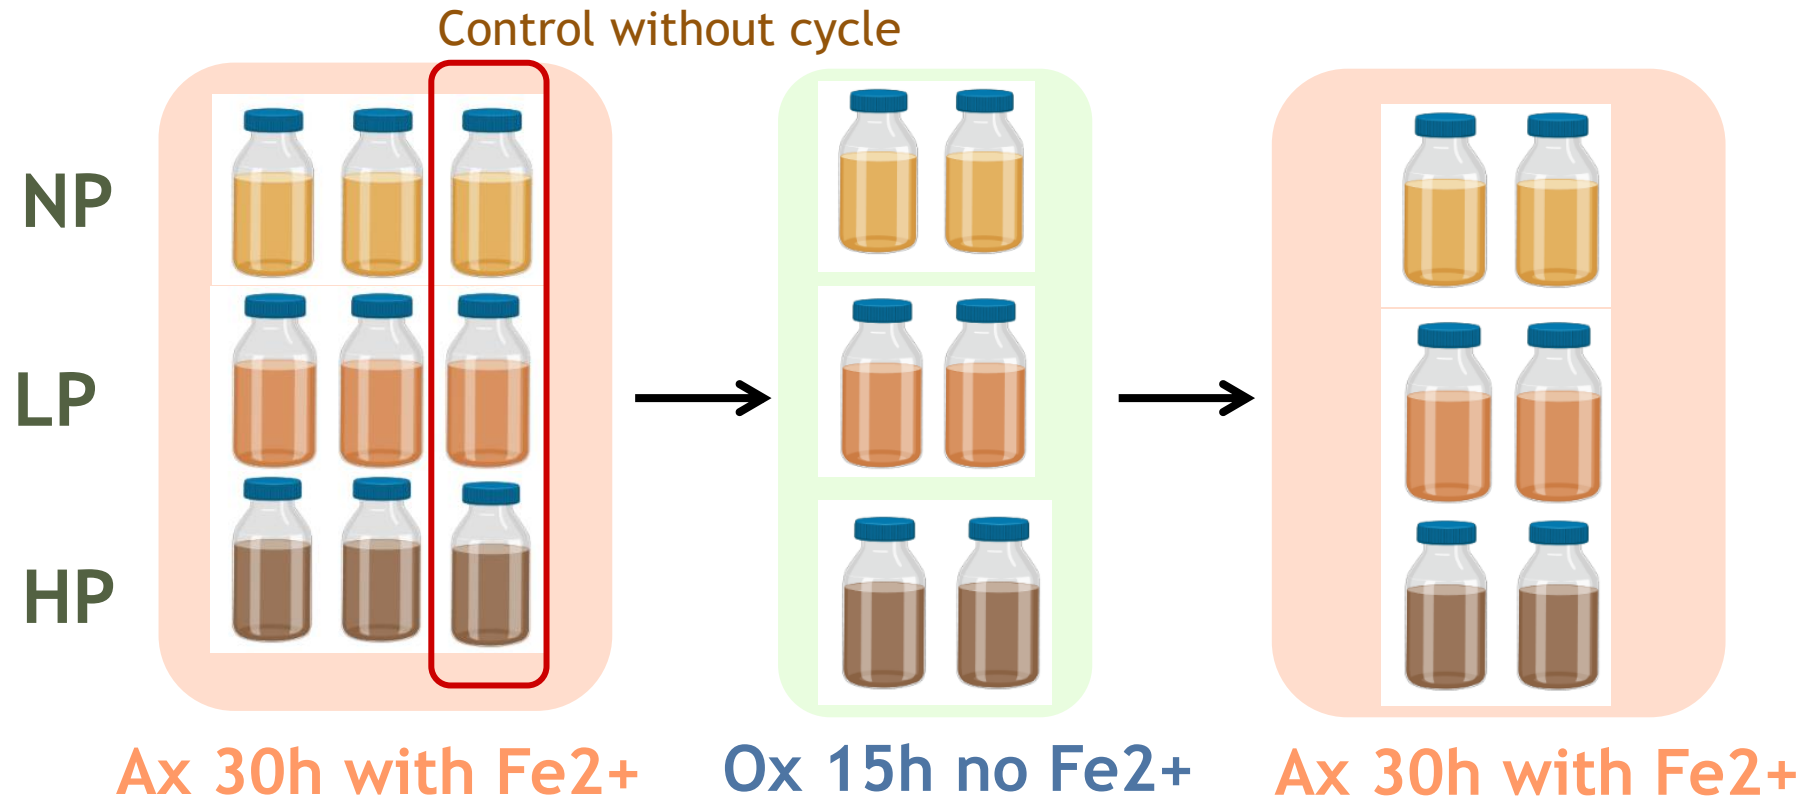 Control without cycle
NP
LP
HP
Ax 30h with Fe2+
Ox 15h no Fe2+
Ax 30h with Fe2+